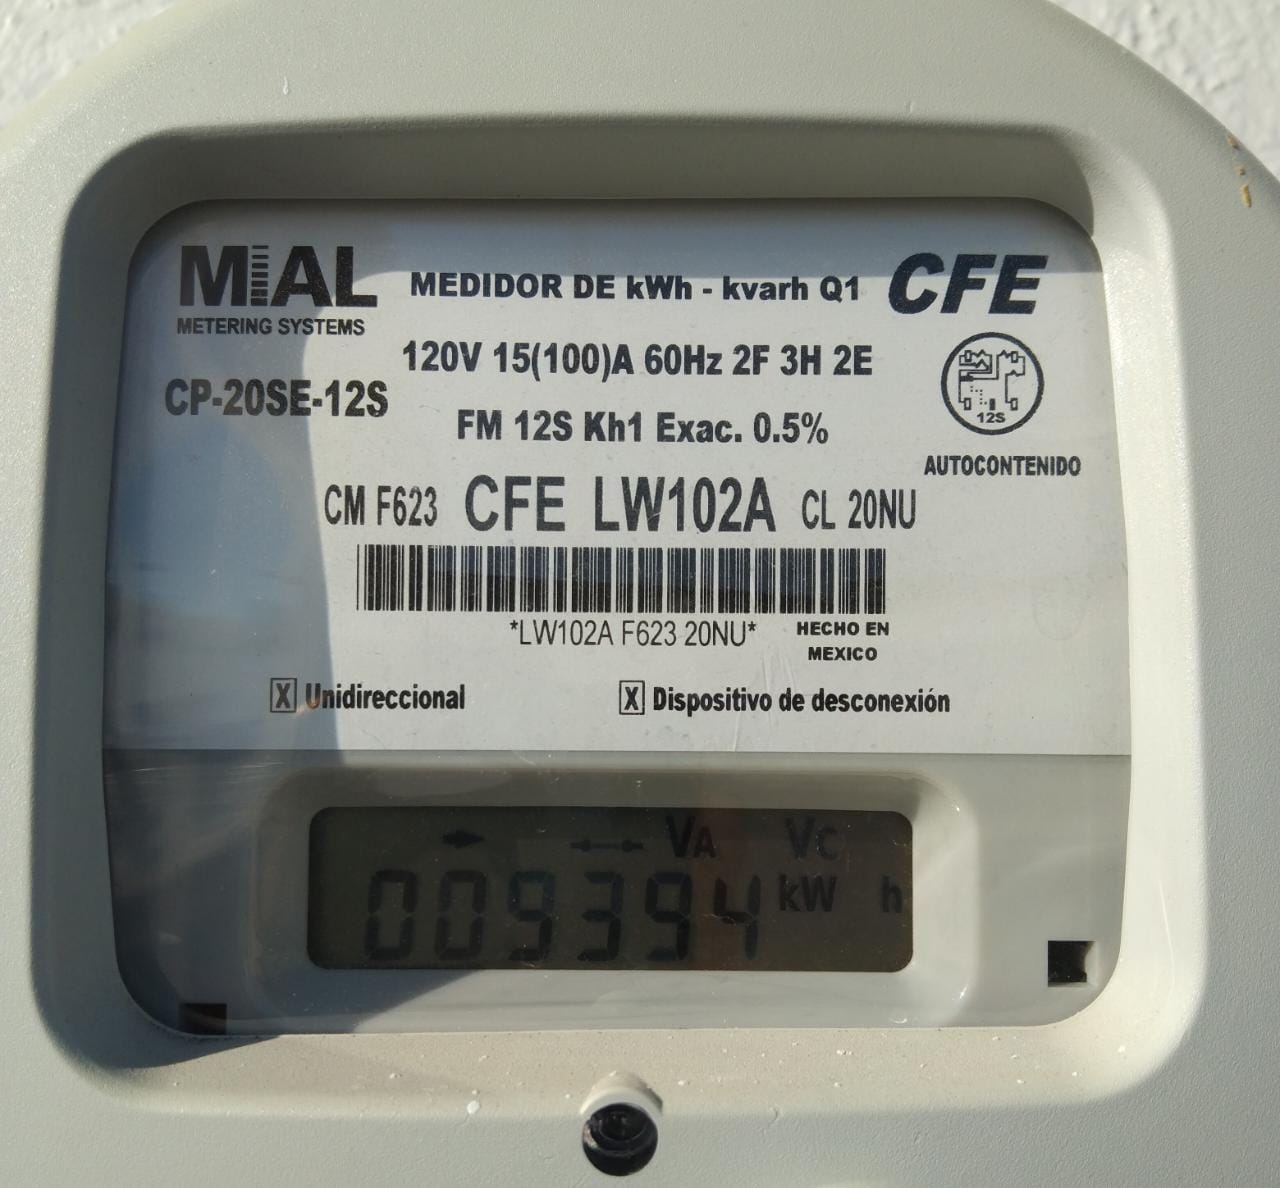 MIAL
METERING SYSTEMS
MEDIDOR DE kWh - kvarh Q1
CFE
120V 15(100)A 60Hz 2F 3H 2E
CP-20SE-12S
FM 12S Kh1 Exac. 0.5%
12S
AUTOCONTENIDO
CM F623 CFE LW102A CL 20NU
*LW102A F623 20NU*
HECHO EN
MEXICO
X Unidireccional
X Dispositivo de desconexión
VA VC
009394 kW h